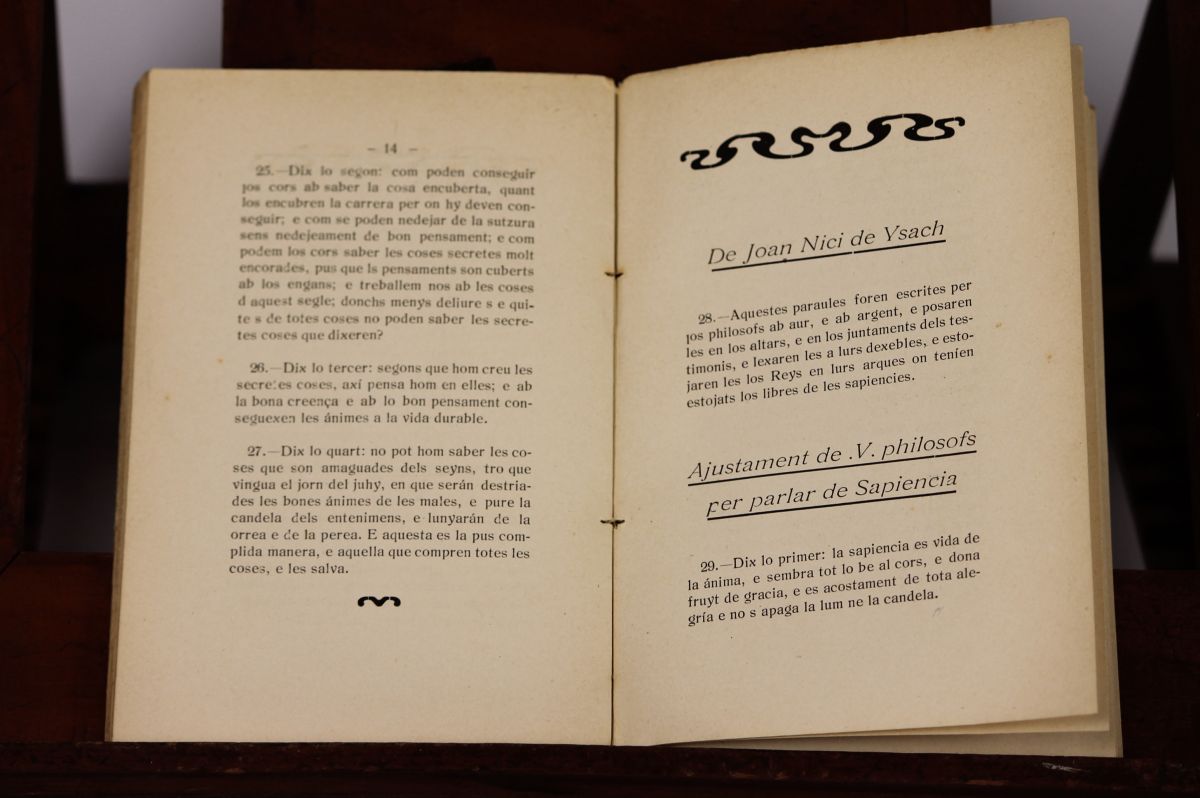 - 14 -
25.—Dix lo segon: com poden conseguir
jos cors ab saber la cosa encuberta, quant
los encubren la carrera per on hy deven con-
seguir; e com se poden nedejar de la sutzura
sens nedejeament de bon pensament; e com
podem los cors saber les coses secretes molt
encorades, pus que ls pensaments son cuberts
ab los engans; e treballem nos ab les coses
d aquest segle; donchs menys deliure s e qui-
te s de totes coses no poden saber les secre-
tes coses que dixeren?
26.—Dix lo tercer: segons que hom creu les
secretes coses, axí pensa hom en elles; e ab
la bona creença e ab lo bon pensament con-
seguexen les ánimes a la vida durable.
27.—Dix lo quart: no pot hom saber les co-
ses que son amaguades dels seyns, tro que
vingua el jorn del juhy, en que serán destria-
des les bones ánimes de les males, e pure la
candela dels entenimens, e lunyarán de la
orrea e de la perea. E aquesta es la pus com-
plida manera, e aquella que compren totes les
coses, e les salva.
De Joan Nici de Ysach
28.—Aquestes paraules foren escrites per
jos philosofs ab aur, e ab argent, e posaren
les en los altars, e en los juntaments dels tes-
timonis, e lexaren les a lurs dexebles, e esto-
jaren les los Reys en lurs arques on teníen
estojats los libres de les sapiencies.
Ajustament de .V. philosofs
per parlar de Sapiencia
29.—Dix lo primer: la sapiencia es vida de
la ánima, e sembra tot lo be al cors, e dona
fruyt de gracia, e es acostament de tota ale-
gría e no s apaga la lum ne la candela.